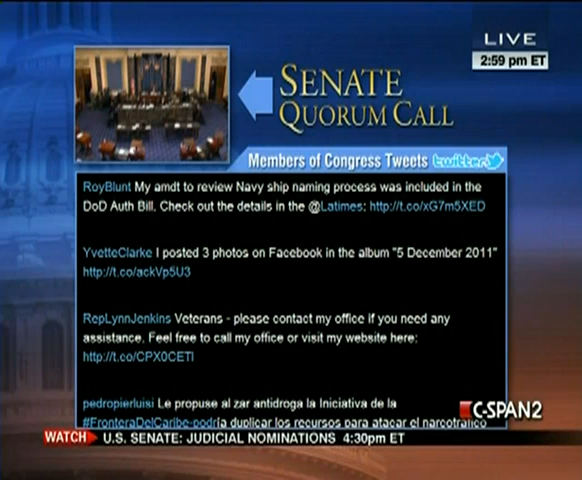 LIVE
2:59 pm ET
SENATE
QUORUM CALL
Members of Congress Tweets twitter
RoyBlunt My amdt to review Navy ship naming process was included in the
DoD Auth Bill. Check out the details in the @Latimes: http://t.co/xG7m5XED
YvetteClarke I posted 3 photos on Facebook in the album "5 December 2011"
http://t.co/ackVp5U3
RepLynnJenkins Veterans - please contact my office if you need any
assistance. Feel free to call my office or visit my website here:
http://t.co/CPX0CETl
pedropierluisi Le propuse al zar antidroga la Iniciativa de la
#FronteraDelCaribe-podría duplicar los recursos para atacar el narcotráfico
C-SPAN2
WATCH U.S. SENATE: JUDICIAL NOMINATIONS 4:30pm ET